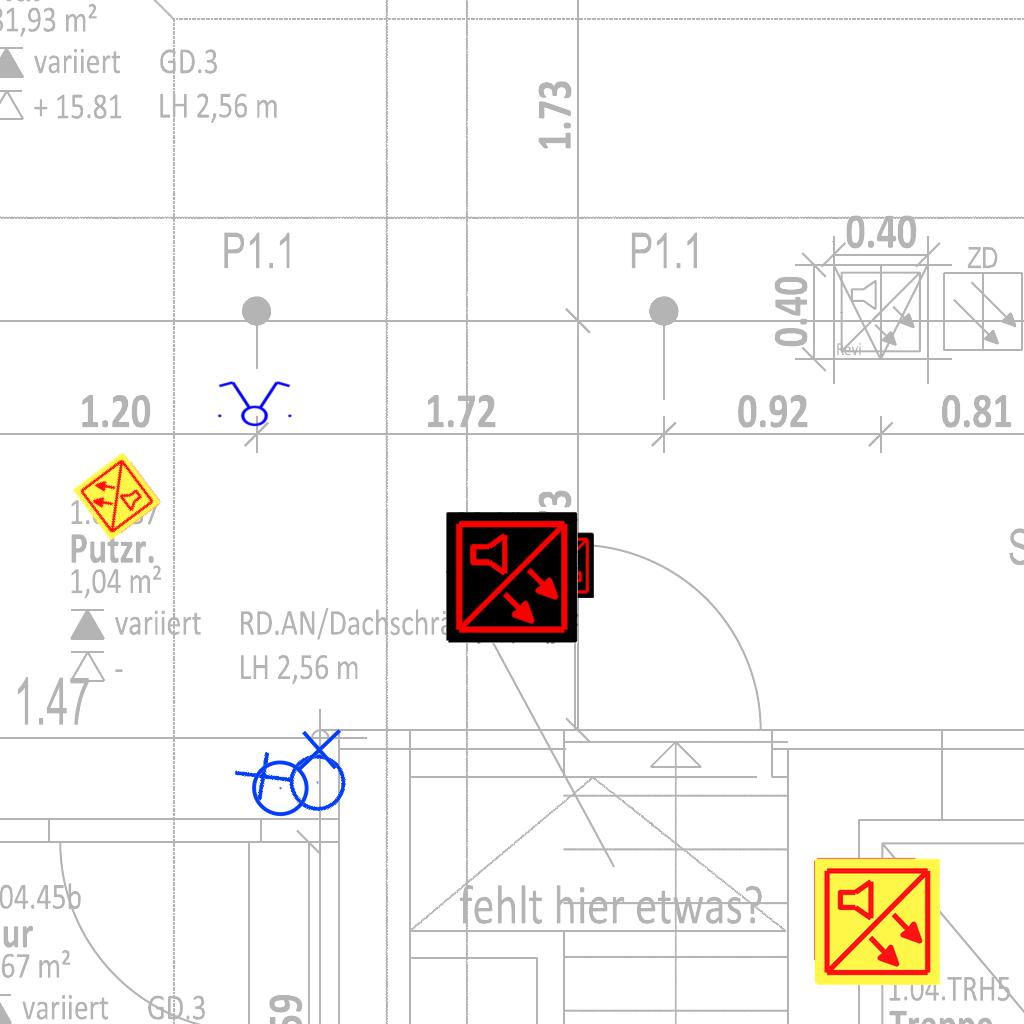 31,93 m²
variiert GD.3
+ 15.81 LH 2,56 m
1.73
P1.1
P1.1
0.40
ZD
0.40
Revi
1.20
1.72
0.92
0.81
Putzr.
1,04 m²
variiert
RD.AN/Dachschrä
-
LH 2,56 m
1.47
fehlt hier etwas?
04.45b
ur
67 m²
variiert GD.3
59
1.04.TRH5
Treppe
S